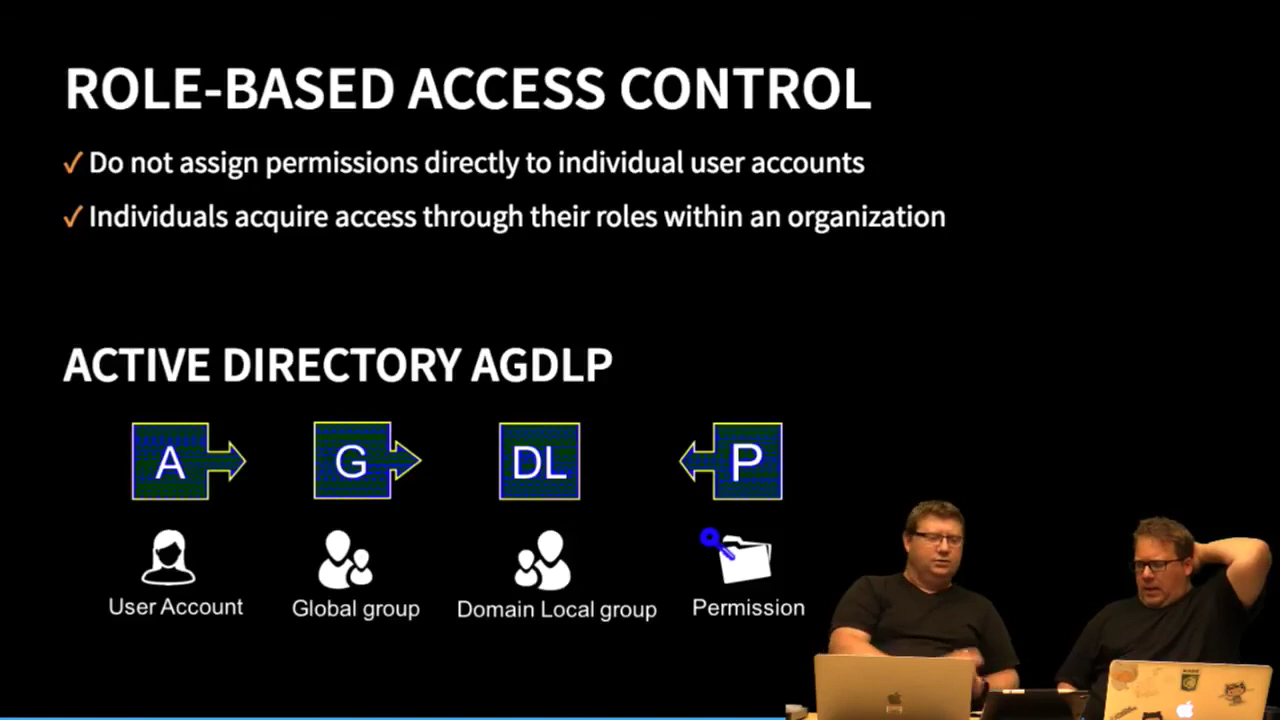 ROLE-BASED ACCESS CONTROL
✓ Do not assign permissions directly to individual user accounts
✓ Individuals acquire access through their roles within an organization
ACTIVE DIRECTORY AGDLP
A G DL P
User Account Global group Domain Local group Permission